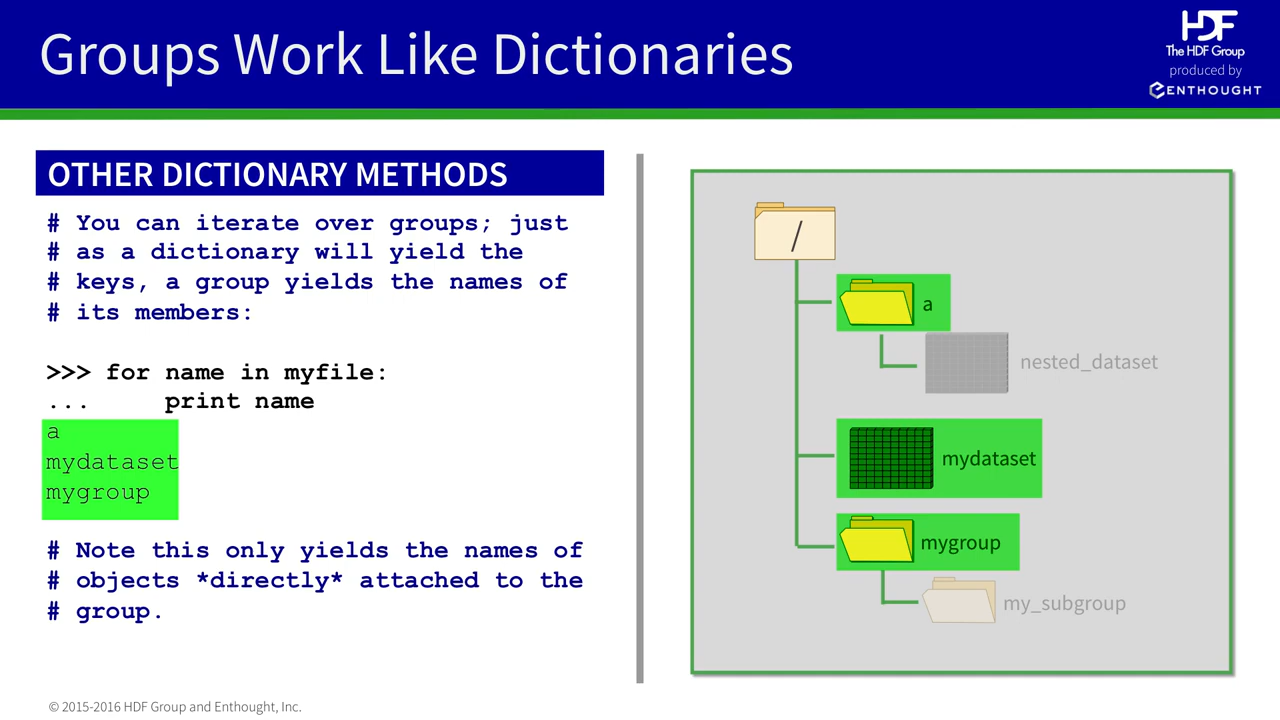 Groups Work Like Dictionaries
HDF
The HDF Group
produced by
ENTHOUGHT
OTHER DICTIONARY METHODS
# You can iterate over groups; just
# as a dictionary will yield the
# keys, a group yields the names of
# its members:
>>> for name in myfile:
...     print name
a
mydataset
mygroup
# Note this only yields the names of
# objects *directly* attached to the
# group.
/
a
nested_dataset
mydataset
mygroup
my_subgroup
© 2015-2016 HDF Group and Enthought, Inc.